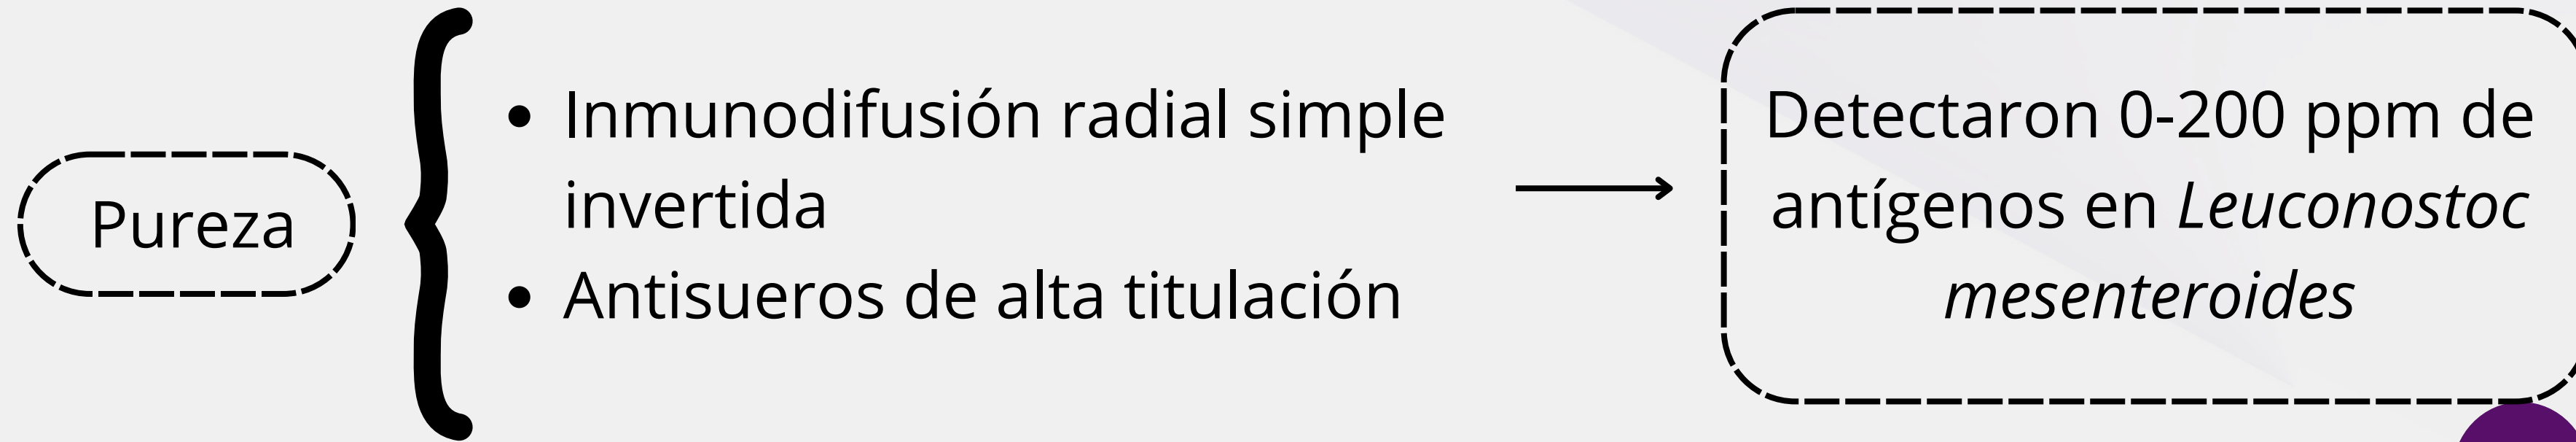 Pureza
• Inmunodifusión radial simple
invertida
• Antisueros de alta titulación
Detectaron 0-200 ppm de
antígenos en Leuconostoc
mesenteroides